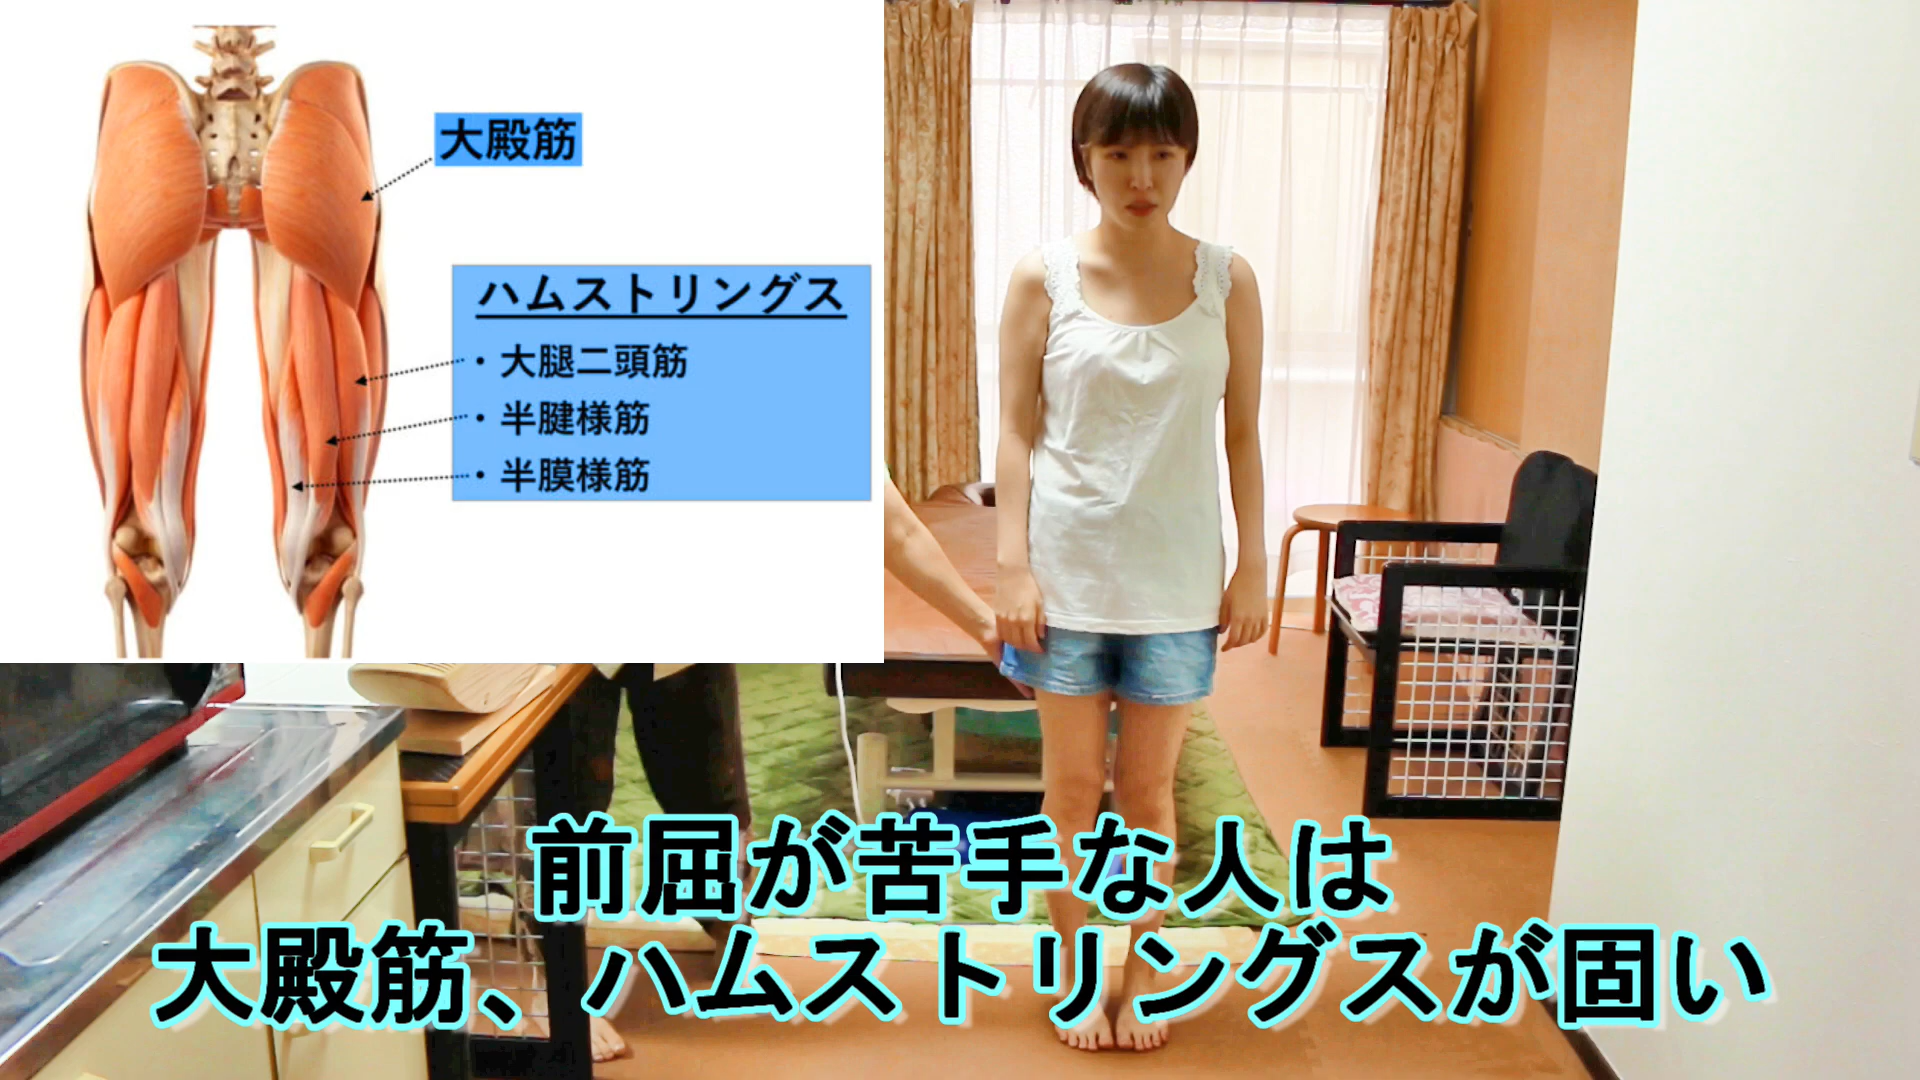 大殿筋
ハムストリングス
・大腿二頭筋
・半腱様筋
・半膜様筋
前屈が苦手な人は
大殿筋、ハムストリングスが固い